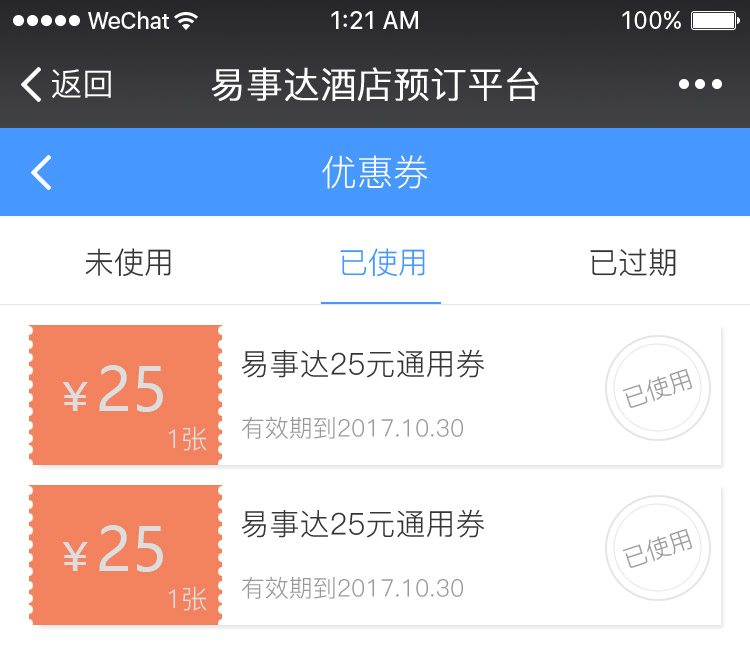 WeChat 1:21 AM 100%
返回 易事达酒店预订平台
优惠券
未使用 已使用 已过期
¥25
1张
易事达25元通用券
有效期到2017.10.30
已使用
¥25
1张
易事达25元通用券
有效期到2017.10.30
已使用